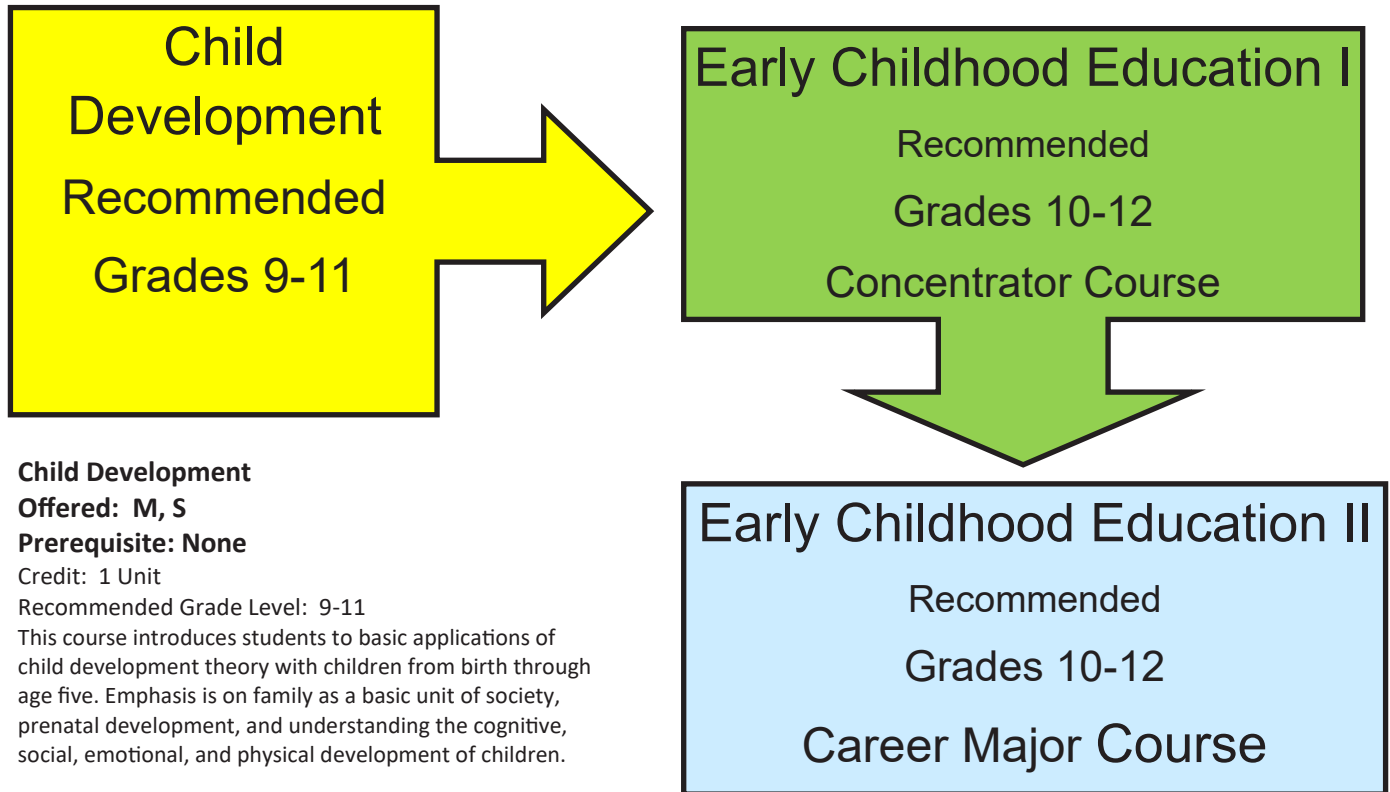 Child
Development
Recommended
Grades 9-11
Early Childhood Education I
Recommended
Grades 10-12
Concentrator Course
Early Childhood Education II
Recommended
Grades 10-12
Career Major Course
Child Development
Offered: M, S
Prerequisite: None
Credit: 1 Unit
Recommended Grade Level: 9-11
This course introduces students to basic applications of
child development theory with children from birth through
age five. Emphasis is on family as a basic unit of society,
prenatal development, and understanding the cognitive,
social, emotional, and physical development of children.